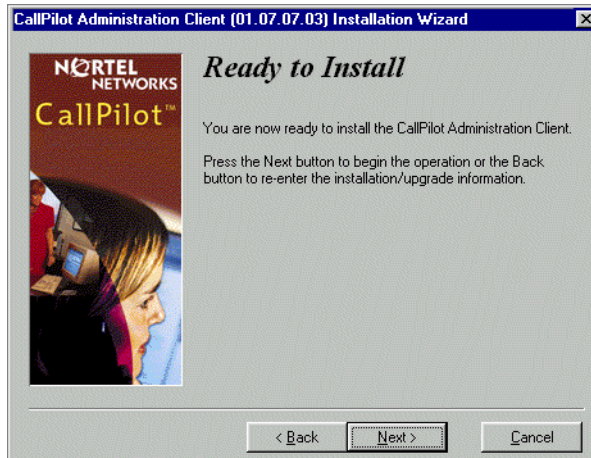 CallPilot Administration Client (01.07.07.03) Installation Wizard
NORTEL
NETWORKS
CallPilot™
Ready to Install
You are now ready to install the CallPilot Administration Client.
Press the Next button to begin the operation or the Back
button to re-enter the installation/upgrade information.
< Back
Next >
Cancel